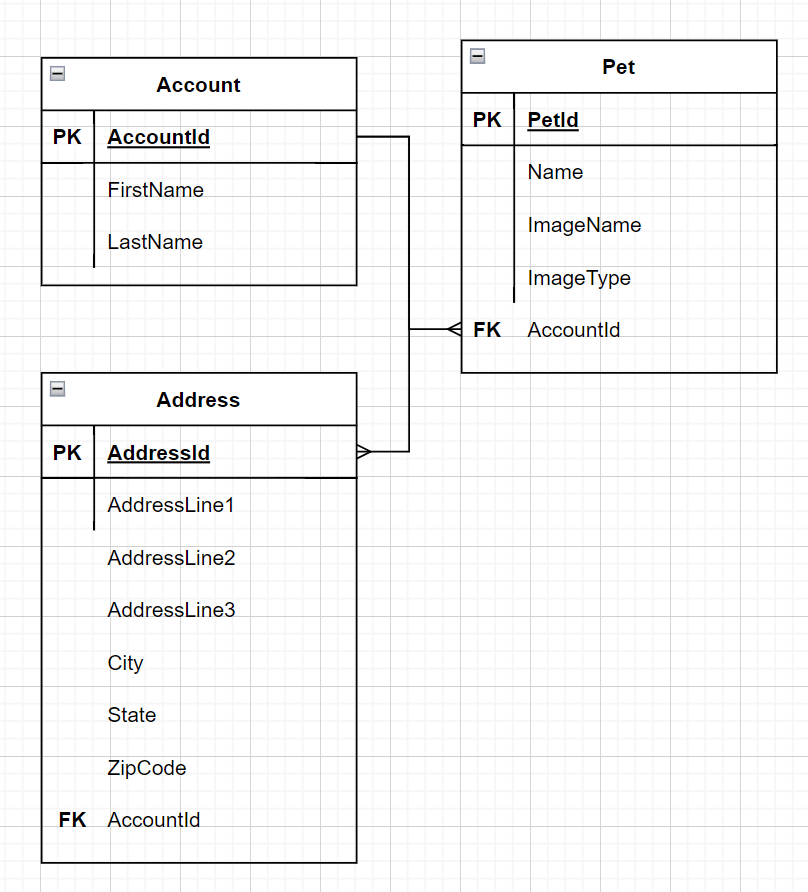 Account
PK AccountId
FirstName
LastName
Pet
PK PetId
Name
ImageName
ImageType
FK AccountId
Address
PK AddressId
AddressLine1
AddressLine2
AddressLine3
City
State
ZipCode
FK AccountId